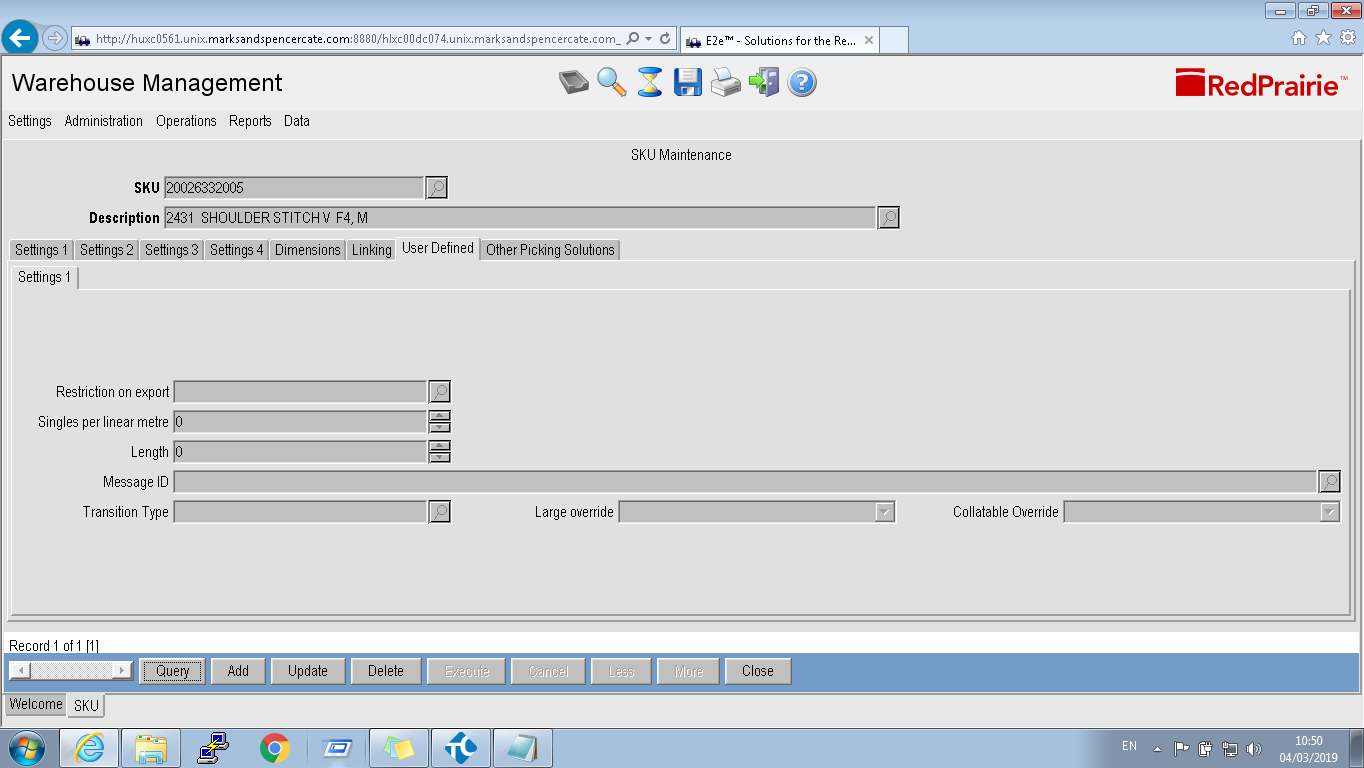 http://huxc0561.unix.marksandspencercate.com:8880/hlxc00dc074.unix.marksandspencercate.com_
E2e™ - Solutions for the Re...
Warehouse Management
RedPrairie™
Settings Administration Operations Reports Data
SKU Maintenance
SKU 20026332005
Description 2431 SHOULDER STITCH V F4, M
Settings 1 Settings 2 Settings 3 Settings 4 Dimensions Linking User Defined Other Picking Solutions
Settings 1
Restriction on export
Singles per linear metre 0
Length 0
Message ID
Transition Type Large override Collatable Override
Record 1 of 1 [1]
Query Add Update Delete Execute Cancel Less More Close
Welcome SKU
EN 10:50
04/03/2019